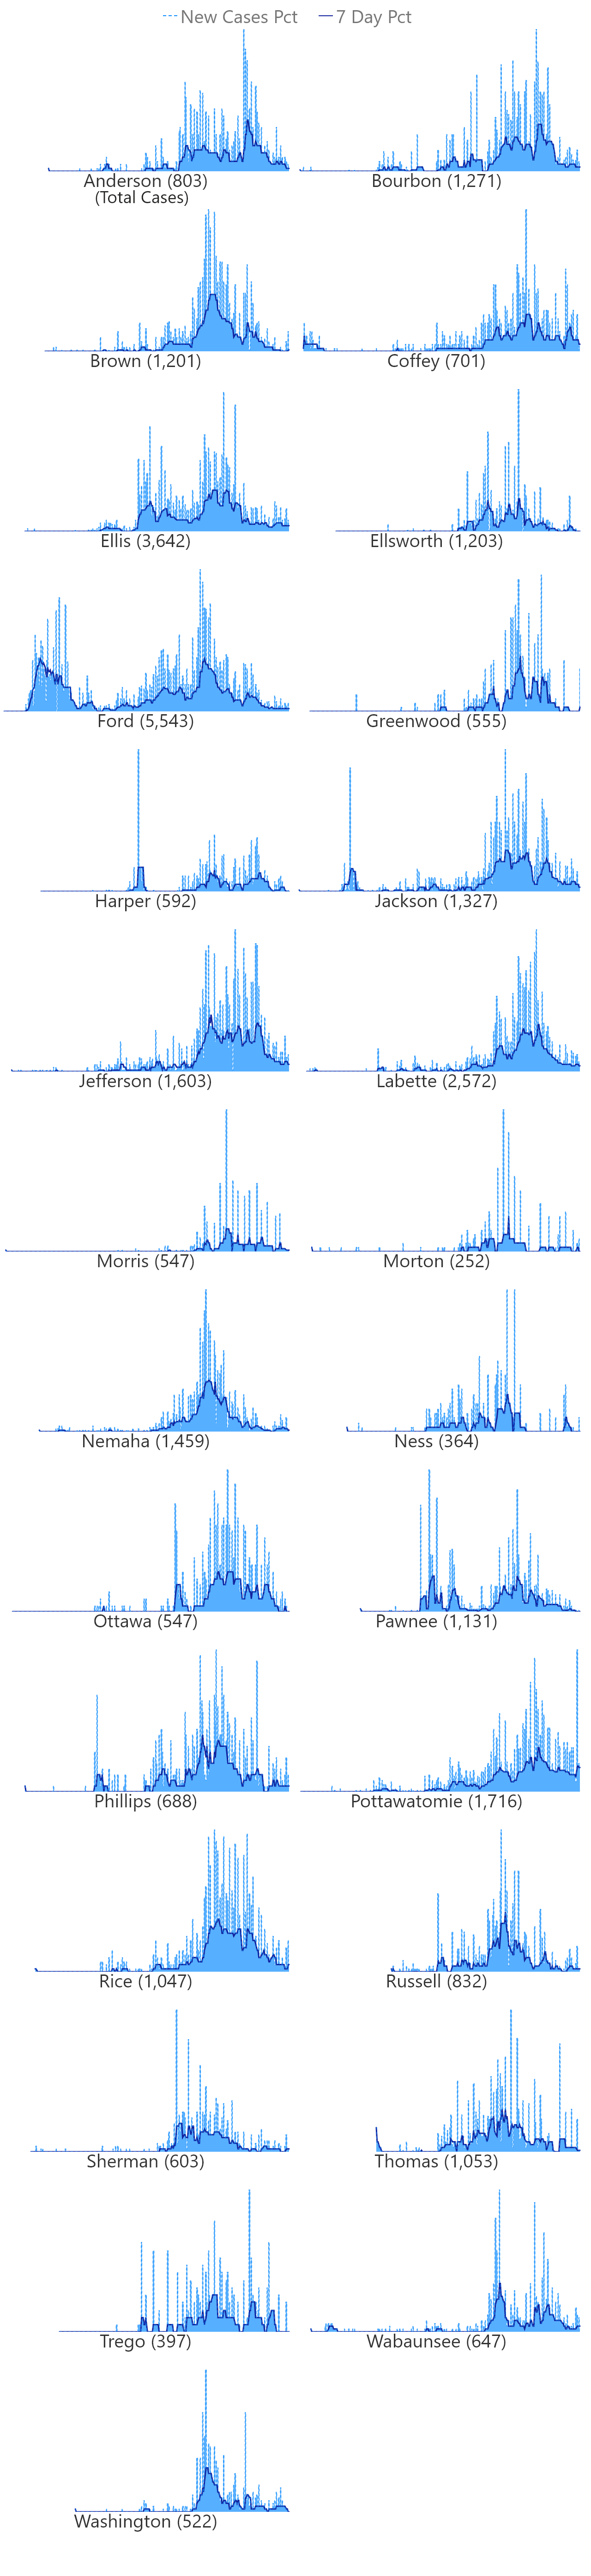 New Cases Pct 7 Day Pct
Anderson (803) Bourbon (1,271)
(Total Cases)
Brown (1,201) Coffey (701)
Ellis (3,642) Ellsworth (1,203)
Ford (5,543) Greenwood (555)
Harper (592) Jackson (1,327)
Jefferson (1,603) Labette (2,572)
Morris (547) Morton (252)
Nemaha (1,459) Ness (364)
Ottawa (547) Pawnee (1,131)
Phillips (688) Pottawatomie (1,716)
Rice (1,047) Russell (832)
Sherman (603) Thomas (1,053)
Trego (397) Wabaunsee (647)
Washington (522)